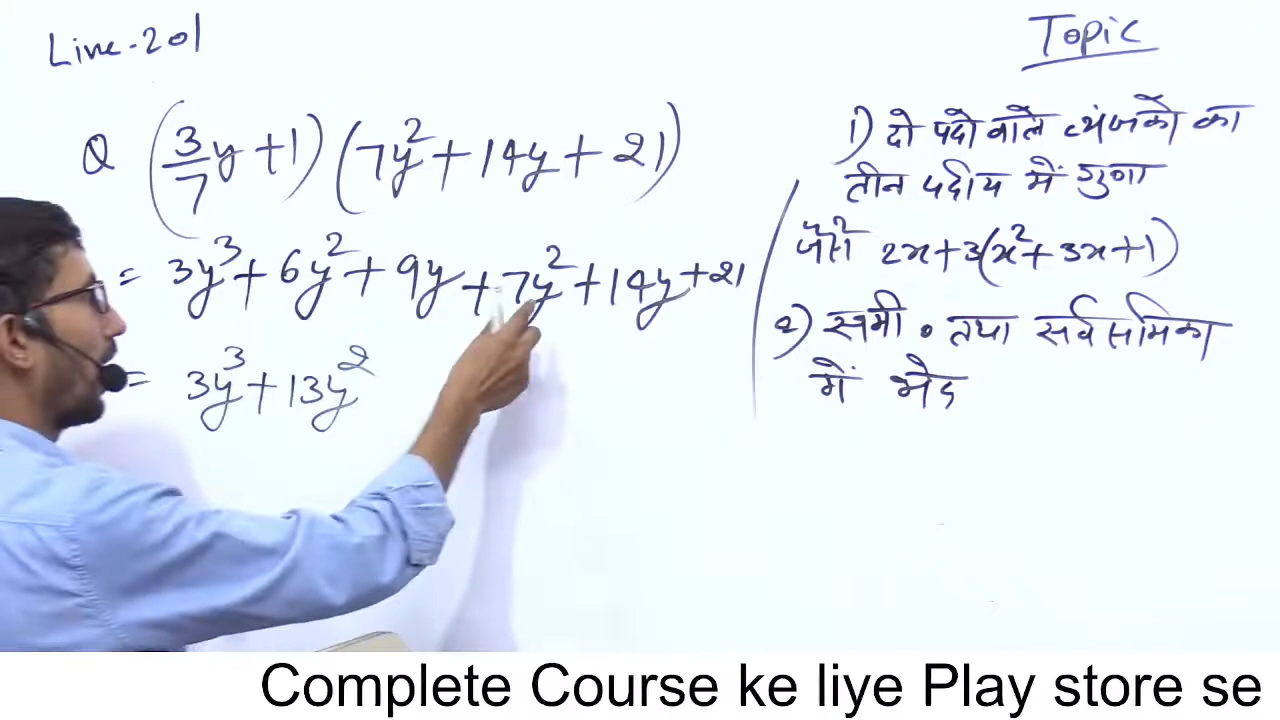 Line-201
Q (3/7 y + 1) (7y² + 14y + 21)
= 3y³ + 6y² + 9y + 7y² + 14y + 21
= 3y³ + 13y²
Topic
1) दो पदो वाले व्यंजको का
तीन पदीय में गुणा
जैसे 2x + 3(x² + 3x + 1)
2) समी० तथा सर्वसमिका
में भेद
Complete Course ke liye Play store se